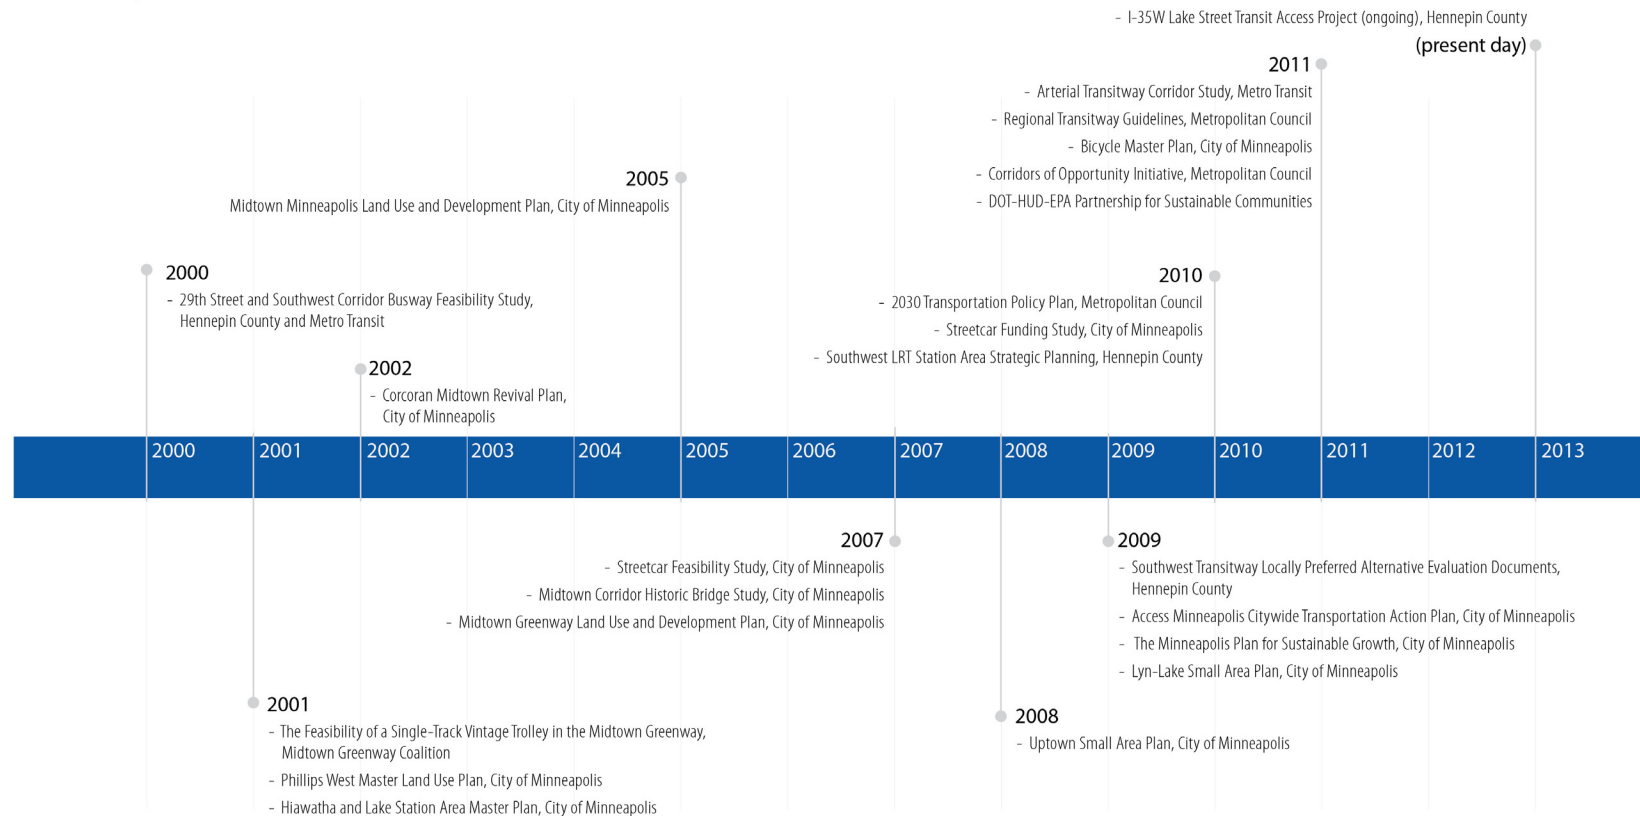 - I-35W Lake Street Transit Access Project (ongoing), Hennepin County
(present day)
2011
- Arterial Transitway Corridor Study, Metro Transit
- Regional Transitway Guidelines, Metropolitan Council
- Bicycle Master Plan, City of Minneapolis
- Corridors of Opportunity Initiative, Metropolitan Council
- DOT-HUD-EPA Partnership for Sustainable Communities
2005
Midtown Minneapolis Land Use and Development Plan, City of Minneapolis
2000
- 29th Street and Southwest Corridor Busway Feasibility Study,
Hennepin County and Metro Transit
2010
- 2030 Transportation Policy Plan, Metropolitan Council
- Streetcar Funding Study, City of Minneapolis
- Southwest LRT Station Area Strategic Planning, Hennepin County
2002
- Corcoran Midtown Revival Plan,
City of Minneapolis
2000 2001 2002 2003 2004 2005 2006 2007 2008 2009 2010 2011 2012 2013
2007
- Streetcar Feasibility Study, City of Minneapolis
- Midtown Corridor Historic Bridge Study, City of Minneapolis
- Midtown Greenway Land Use and Development Plan, City of Minneapolis
2009
- Southwest Transitway Locally Preferred Alternative Evaluation Documents,
Hennepin County
- Access Minneapolis Citywide Transportation Action Plan, City of Minneapolis
- The Minneapolis Plan for Sustainable Growth, City of Minneapolis
- Lyn-Lake Small Area Plan, City of Minneapolis
2001
- The Feasibility of a Single-Track Vintage Trolley in the Midtown Greenway,
Midtown Greenway Coalition
- Phillips West Master Land Use Plan, City of Minneapolis
- Hiawatha and Lake Station Area Master Plan, City of Minneapolis
2008
- Uptown Small Area Plan, City of Minneapolis